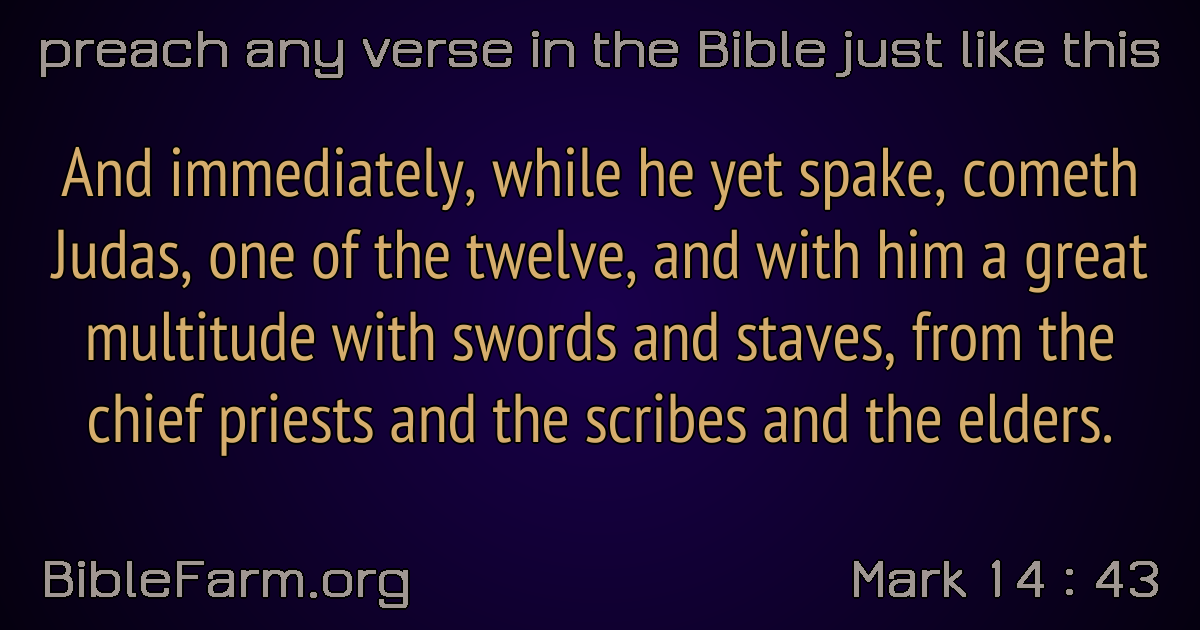 preach any verse in the Bible just like this
And immediately, while he yet spake, cometh
Judas, one of the twelve, and with him a great
multitude with swords and staves, from the
chief priests and the scribes and the elders.
BibleFarm.org
Mark 14 : 43